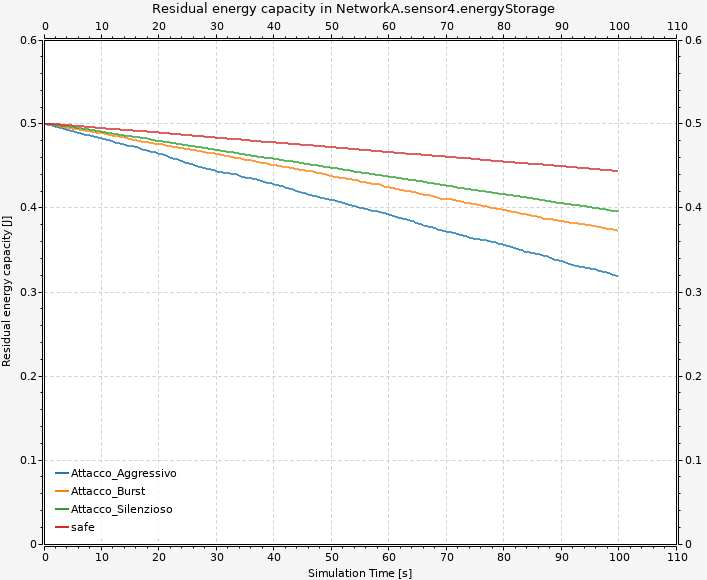 Residual energy capacity in NetworkA.sensor4.energyStorage
0 10 20 30 40 50 60 70 80 90 100 110
0.6 0.6
0.5 0.5
0.4 0.4
0.3 0.3
0.2 0.2
0.1 0.1
0 0
Residual energy capacity [J]
Attacco_Aggressivo
Attacco_Burst
Attacco_Silenzioso
safe
0 10 20 30 40 50 60 70 80 90 100 110
Simulation Time [s]